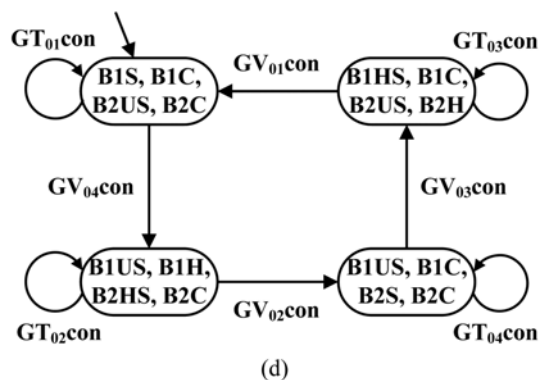 GT₀₁con
GV₀₁con
GT₀₃con
B1S, B1C,
B2US, B2C
B1HS, B1C,
B2US, B2H
GV₀₄con
GV₀₃con
B1US, B1H,
B2HS, B2C
B1US, B1C,
B2S, B2C
GT₀₂con
GV₀₂con
GT₀₄con
(d)